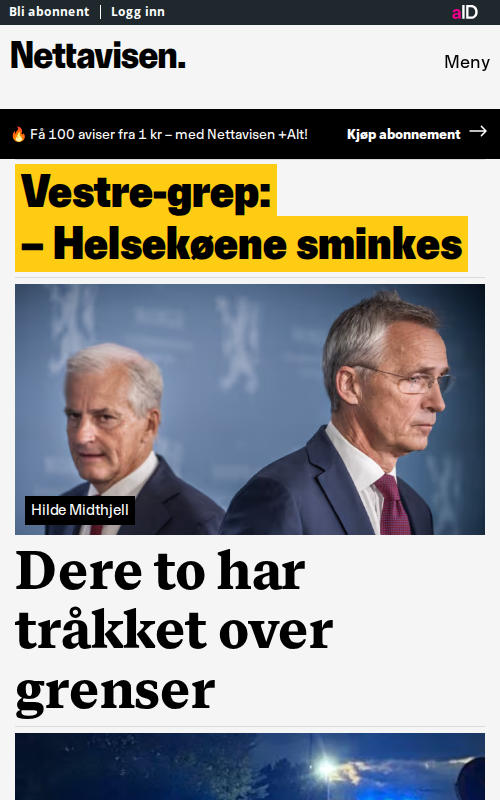 Bli abonnent | Logg inn
aID
Nettavisen.
Meny
🔥 Få 100 aviser fra 1 kr – med Nettavisen +Alt!
Kjøp abonnement →
Vestre-grep:
– Helsekøene sminkes
Hilde Midthjell
Dere to har
tråkket over
grenser